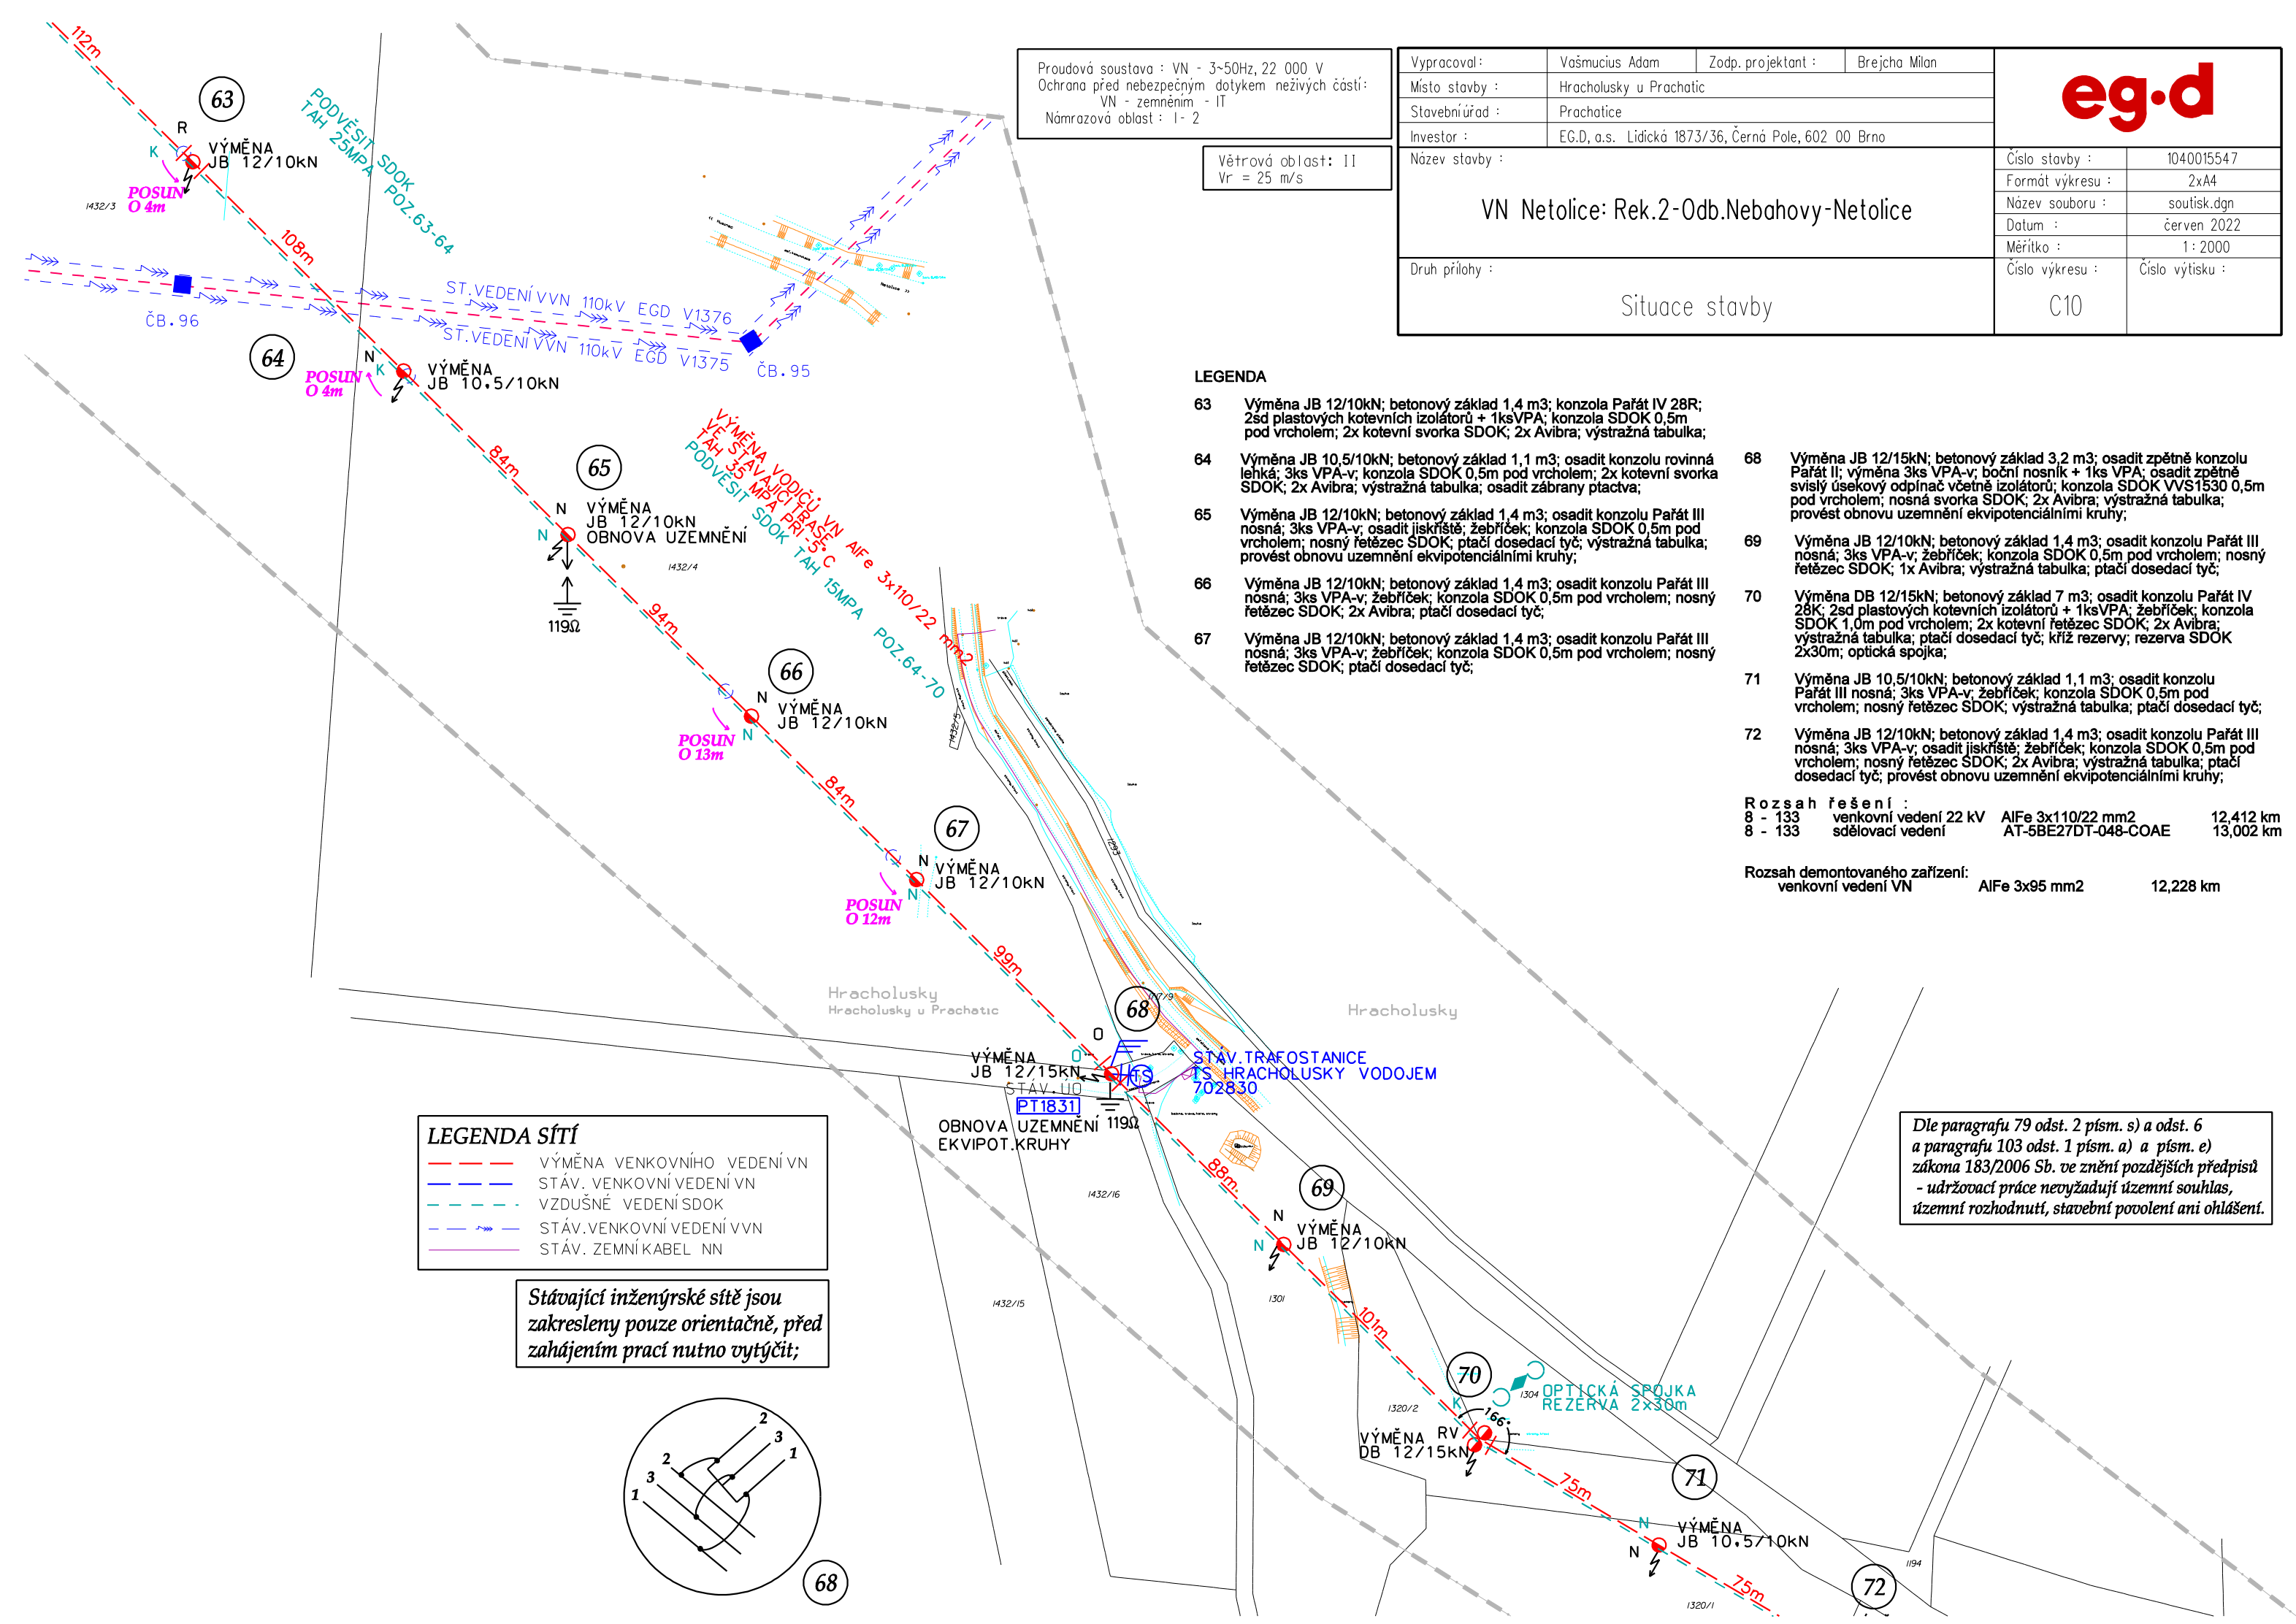 Proudová soustava : VN - 3~50Hz, 22 000 V
Ochrana před nebezpečným dotykem neživých částí:
VN - zemněním - IT
Námrazová oblast : I- 2
Větrová oblast: II
Vr = 25 m/s
Vypracoval : Vašmucius Adam Zodp. projektant : Brejcha Milan
Místo stavby : Hracholusky u Prachatic
Stavební úřad : Prachatice
Investor : EG.D, a.s. Lidická 1873/36, Černá Pole, 602 00 Brno
eg·d
Název stavby :
VN Netolice: Rek.2-Odb.Nebahovy-Netolice
Číslo stavby : 1040015547
Formát výkresu : 2xA4
Název souboru : soutisk.dgn
Datum : červen 2022
Měřítko : 1 : 2000
Druh přílohy :
Situace stavby
Číslo výkresu :
C10
Číslo výtisku :
112m
63
R
K
VÝMĚNA
JB 12/10kN
POSUN
O 4m
1432/3
PODVĚSIT SDOK
TAH 25MPA POZ.63-64
108m
ČB.96
ST.VEDENÍ VVN 110kV EGD V1376
ST.VEDENÍ VVN 110kV EGD V1375
ČB.95
Netolice
64
N
K
VÝMĚNA
JB 10.5/10kN
POSUN
O 4m
84m
65
N
N
VÝMĚNA
JB 12/10kN
OBNOVA UZEMNĚNÍ
119Ω
1432/4
VÝMĚNA VODIČŮ VN AlFe 3x110/22 mm2
VE STÁVAJÍCÍ TRASE
TAH 35 MPA PŘI -5°C
PODVĚSIT SDOK TAH 15MPA POZ.64-70
94m
66
N
VÝMĚNA
JB 12/10kN
N
POSUN
O 13m
84m
1432/5
67
N
VÝMĚNA
JB 12/10kN
N
POSUN
O 12m
1293
99m
Hracholusky
Hracholusky u Prachatic
Hracholusky
68
O
O
VÝMĚNA
JB 12/15kN
STÁV.ÚO
PT1831
OBNOVA UZEMNĚNÍ
EKVIPOT.KRUHY
119Ω
TS
STÁV.TRAFOSTANICE
TS HRACHOLUSKY VODOJEM
702830
88m
1432/16
1432/15
69
N
N
VÝMĚNA
JB 12/10kN
1301
101m
70
K
1304
OPTICKÁ SPOJKA
REZERVA 2x30m
1320/2
166°
RV
VÝMĚNA
DB 12/15kN
75m
71
N
N
VÝMĚNA
JB 10.5/10kN
75m
72
1194
1320/1
LEGENDA
63 Výměna JB 12/10kN; betonový základ 1,4 m3; konzola Pařát IV 28R;
2sd plastových kotevních izolátorů + 1ksVPA; konzola SDOK 0,5m
pod vrcholem; 2x kotevní svorka SDOK; 2x Avibra; výstražná tabulka;
64 Výměna JB 10,5/10kN; betonový základ 1,1 m3; osadit konzolu rovinná
lehká; 3ks VPA-v; konzola SDOK 0,5m pod vrcholem; 2x kotevní svorka
SDOK; 2x Avibra; výstražná tabulka; osadit zábrany ptactva;
65 Výměna JB 12/10kN; betonový základ 1,4 m3; osadit konzolu Pařát III
nosná; 3ks VPA-v; osadit jiskřiště; žebříček; konzola SDOK 0,5m pod
vrcholem; nosný řetězec SDOK; ptačí dosedací tyč; výstražná tabulka;
provést obnovu uzemnění ekvipotenciálními kruhy;
66 Výměna JB 12/10kN; betonový základ 1,4 m3; osadit konzolu Pařát III
nosná; 3ks VPA-v; žebříček; konzola SDOK 0,5m pod vrcholem; nosný
řetězec SDOK; 2x Avibra; ptačí dosedací tyč;
67 Výměna JB 12/10kN; betonový základ 1,4 m3; osadit konzolu Pařát III
nosná; 3ks VPA-v; žebříček; konzola SDOK 0,5m pod vrcholem; nosný
řetězec SDOK; ptačí dosedací tyč;
68 Výměna JB 12/15kN; betonový základ 3,2 m3; osadit zpětně konzolu
Pařát II; výměna 3ks VPA-v; boční nosník + 1ks VPA; osadit zpětně
svislý úsekový odpínač včetně izolátorů; konzola SDOK VVS1530 0,5m
pod vrcholem; nosná svorka SDOK; 2x Avibra; výstražná tabulka;
provést obnovu uzemnění ekvipotenciálními kruhy;
69 Výměna JB 12/10kN; betonový základ 1,4 m3; osadit konzolu Pařát III
nosná; 3ks VPA-v; žebříček; konzola SDOK 0,5m pod vrcholem; nosný
řetězec SDOK; 1x Avibra; výstražná tabulka; ptačí dosedací tyč;
70 Výměna DB 12/15kN; betonový základ 7 m3; osadit konzolu Pařát IV
28K; 2sd plastových kotevních izolátorů + 1ksVPA; žebříček; konzola
SDOK 1,0m pod vrcholem; 2x kotevní řetězec SDOK; 2x Avibra;
výstražná tabulka; ptačí dosedací tyč; kříž rezervy; rezerva SDOK
2x30m; optická spojka;
71 Výměna JB 10,5/10kN; betonový základ 1,1 m3; osadit konzolu
Pařát III nosná; 3ks VPA-v; žebříček; konzola SDOK 0,5m pod
vrcholem; nosný řetězec SDOK; výstražná tabulka; ptačí dosedací tyč;
72 Výměna JB 12/10kN; betonový základ 1,4 m3; osadit konzolu Pařát III
nosná; 3ks VPA-v; osadit jiskřiště; žebříček; konzola SDOK 0,5m pod
vrcholem; nosný řetězec SDOK; 2x Avibra; výstražná tabulka; ptačí
dosedací tyč; provést obnovu uzemnění ekvipotenciálními kruhy;
Rozsah řešení :
8 - 133 venkovní vedení 22 kV AlFe 3x110/22 mm2 12,412 km
8 - 133 sdělovací vedení AT-5BE27DT-048-COAE 13,002 km
Rozsah demontovaného zařízení:
venkovní vedení VN AlFe 3x95 mm2 12,228 km
Dle paragrafu 79 odst. 2 písm. s) a odst. 6
a paragrafu 103 odst. 1 písm. a) a písm. e)
zákona 183/2006 Sb. ve znění pozdějších předpisů
- udržovací práce nevyžadují územní souhlas,
územní rozhodnutí, stavební povolení ani ohlášení.
LEGENDA SÍTÍ
VÝMĚNA VENKOVNÍHO VEDENÍ VN
STÁV. VENKOVNÍ VEDENÍ VN
VZDUŠNÉ VEDENÍ SDOK
STÁV.VENKOVNÍ VEDENÍ VVN
STÁV. ZEMNÍ KABEL NN
Stávající inženýrské sítě jsou
zakresleny pouze orientačně, před
zahájením prací nutno vytýčit;
2
3
1
2
3
1
68